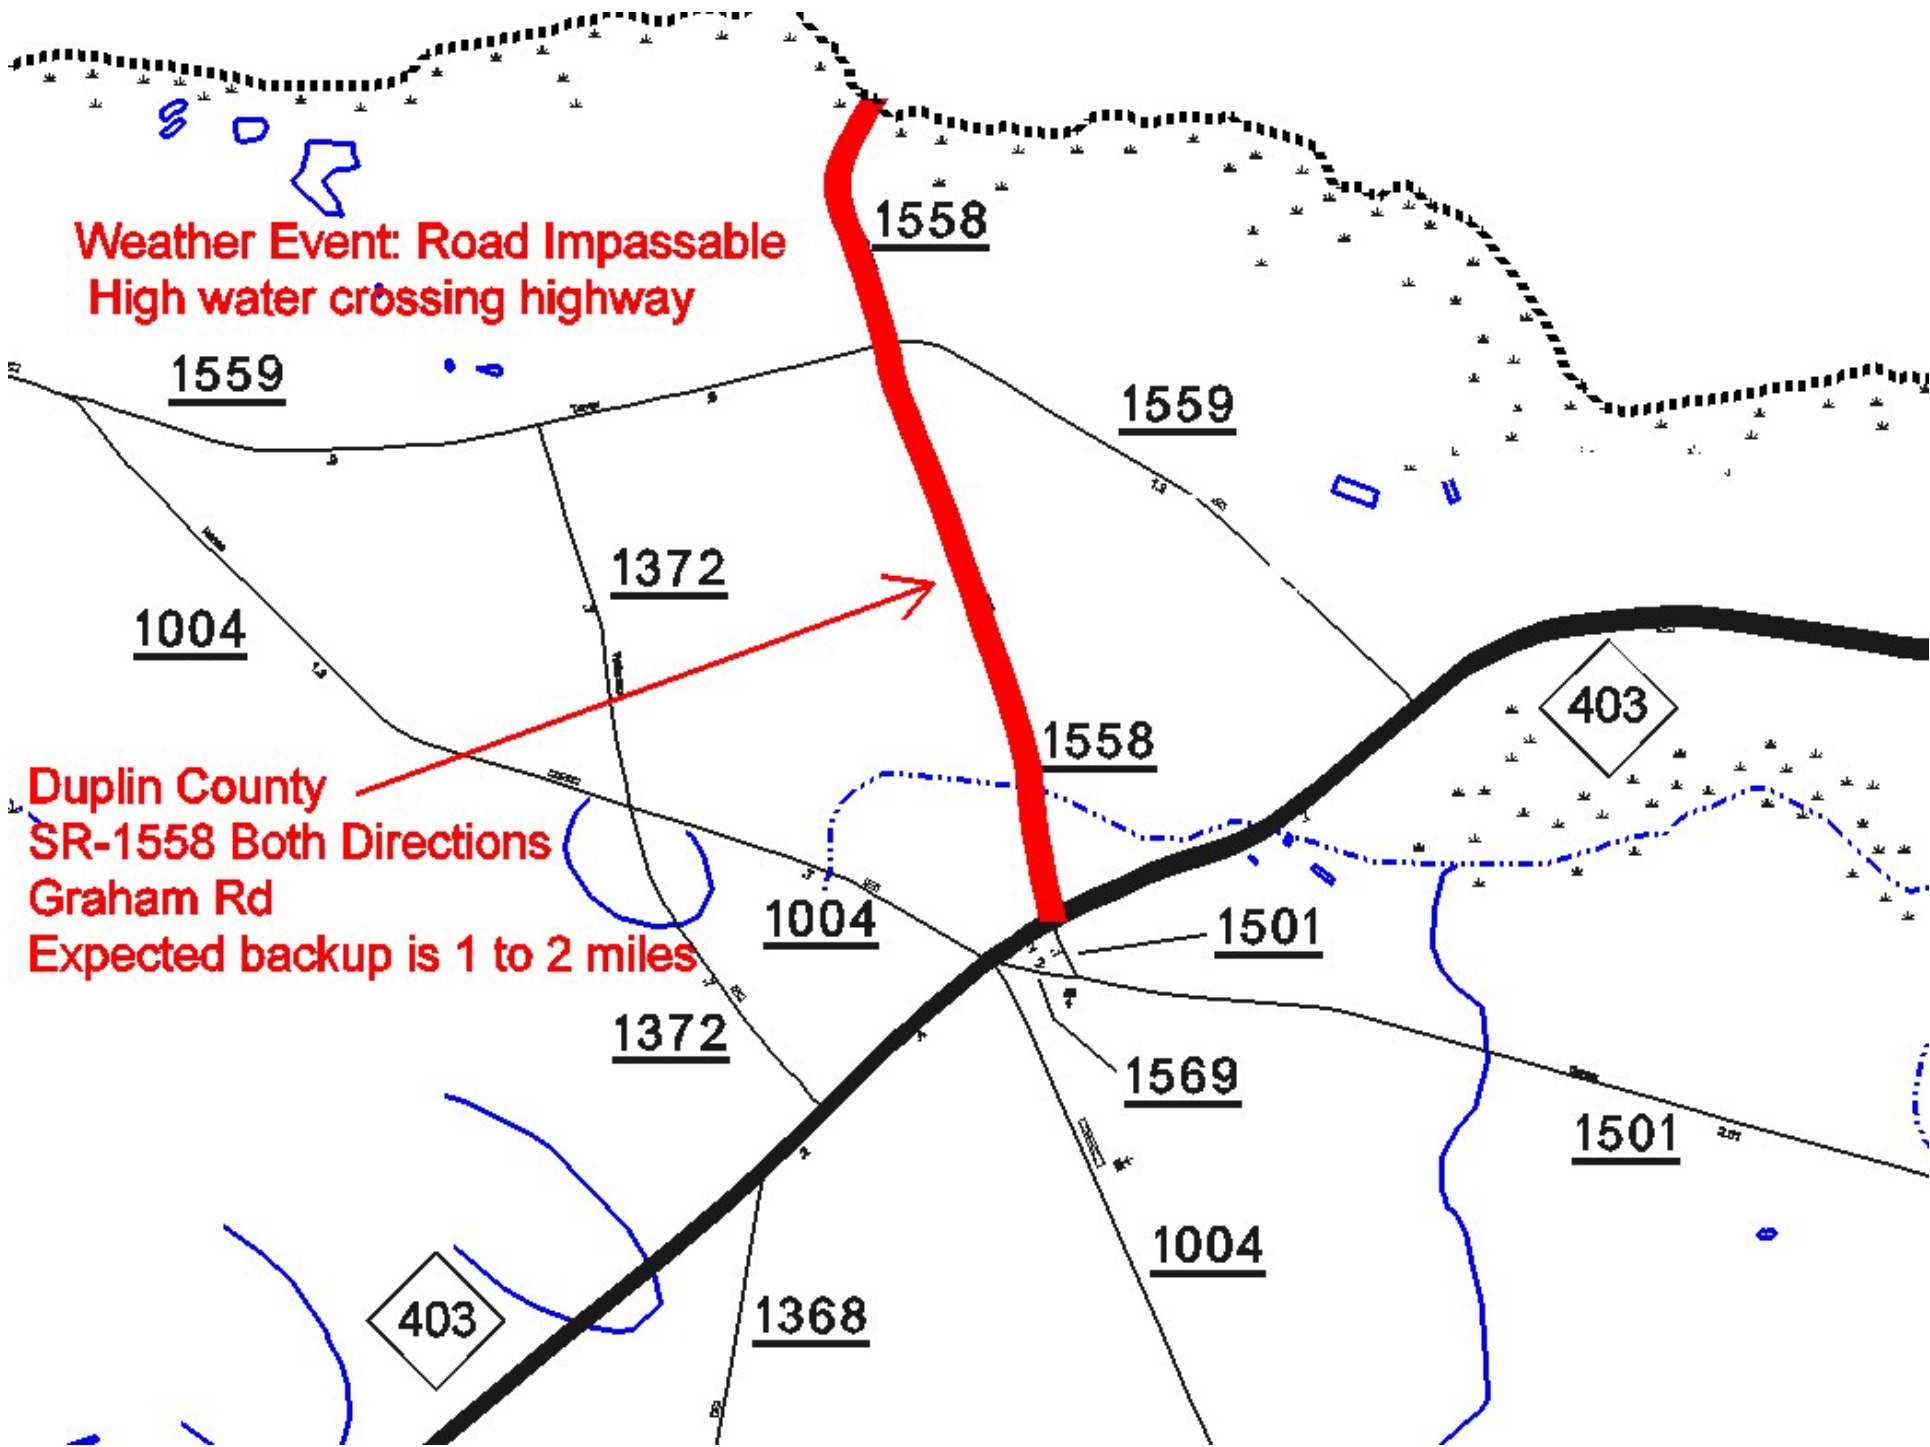 1558
Weather Event: Road Impassable
High water crossing highway
1559
1559
1372
1004
403
1558
Duplin County
SR-1558 Both Directions
Graham Rd
Expected backup is 1 to 2 miles
1004
1501
1372
1569
1501
1004
403
1368